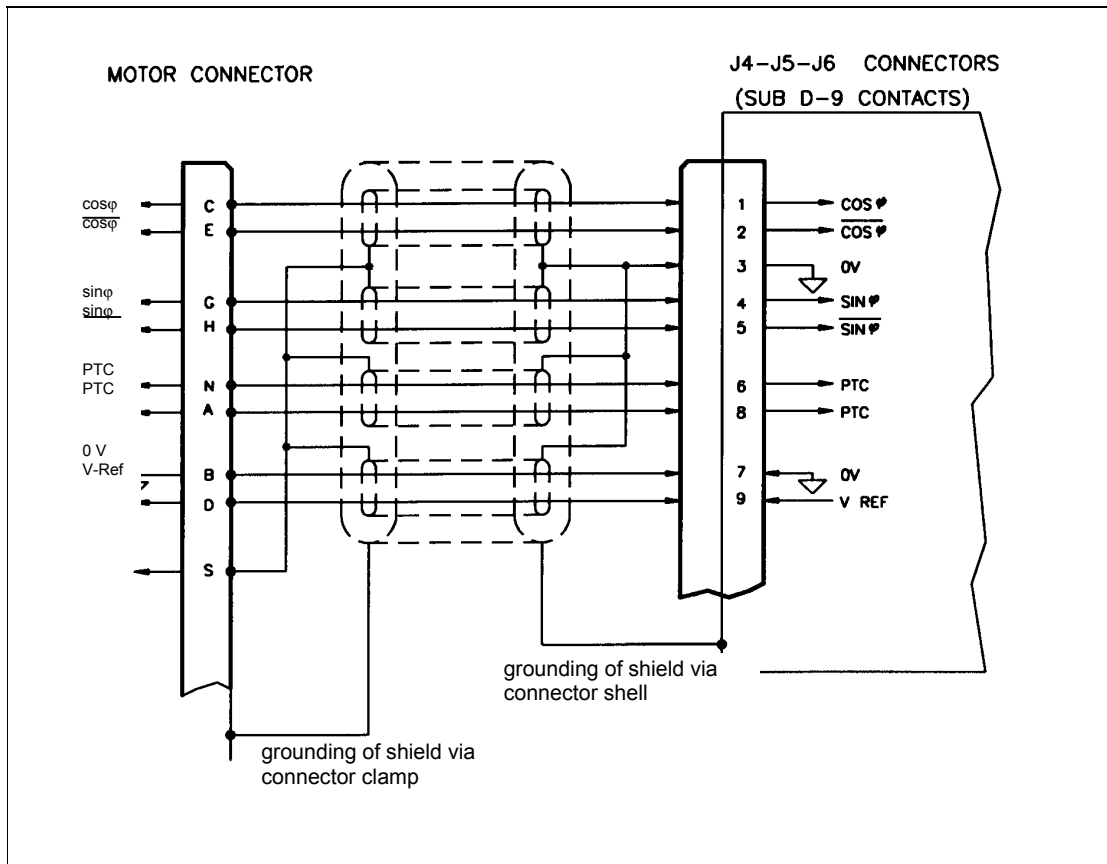 MOTOR CONNECTOR
J4-J5-J6 CONNECTORS
(SUB D-9 CONTACTS)
cosφ
cosφ
sinφ
sinφ
PTC
PTC
0 V
V-Ref
C
E
G
H
N
A
B
D
S
1
2
3
4
5
6
8
7
9
COS φ
COS φ
0V
SIN φ
SIN φ
PTC
PTC
0V
V REF
grounding of shield via
connector shell
grounding of shield via
connector clamp